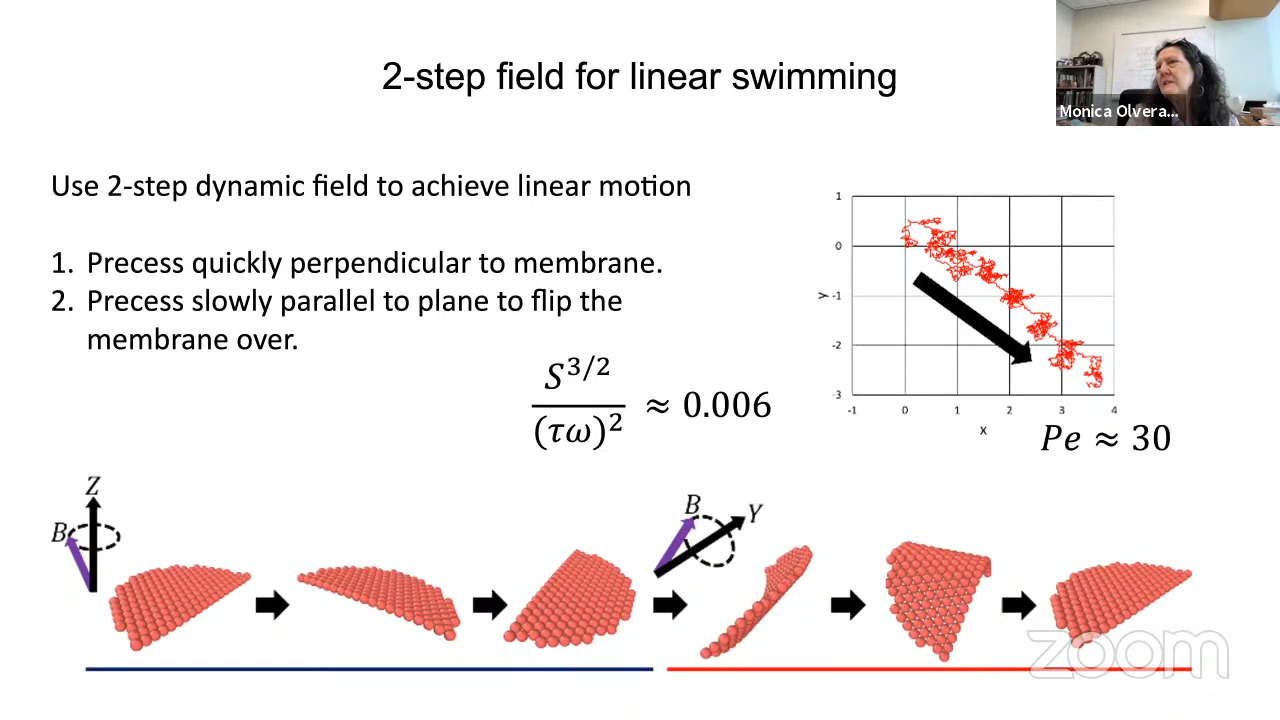 2-step field for linear swimming
Monica Olvera...
Use 2-step dynamic field to achieve linear motion
1. Precess quickly perpendicular to membrane.
2. Precess slowly parallel to plane to flip the
membrane over.
S^{3/2}
(τω)^2
≈ 0.006
1
0
-1
-2
-3
y
-1 0 1 2 3 4
x
Pe ≈ 30
Z
B
B
Y
zoom